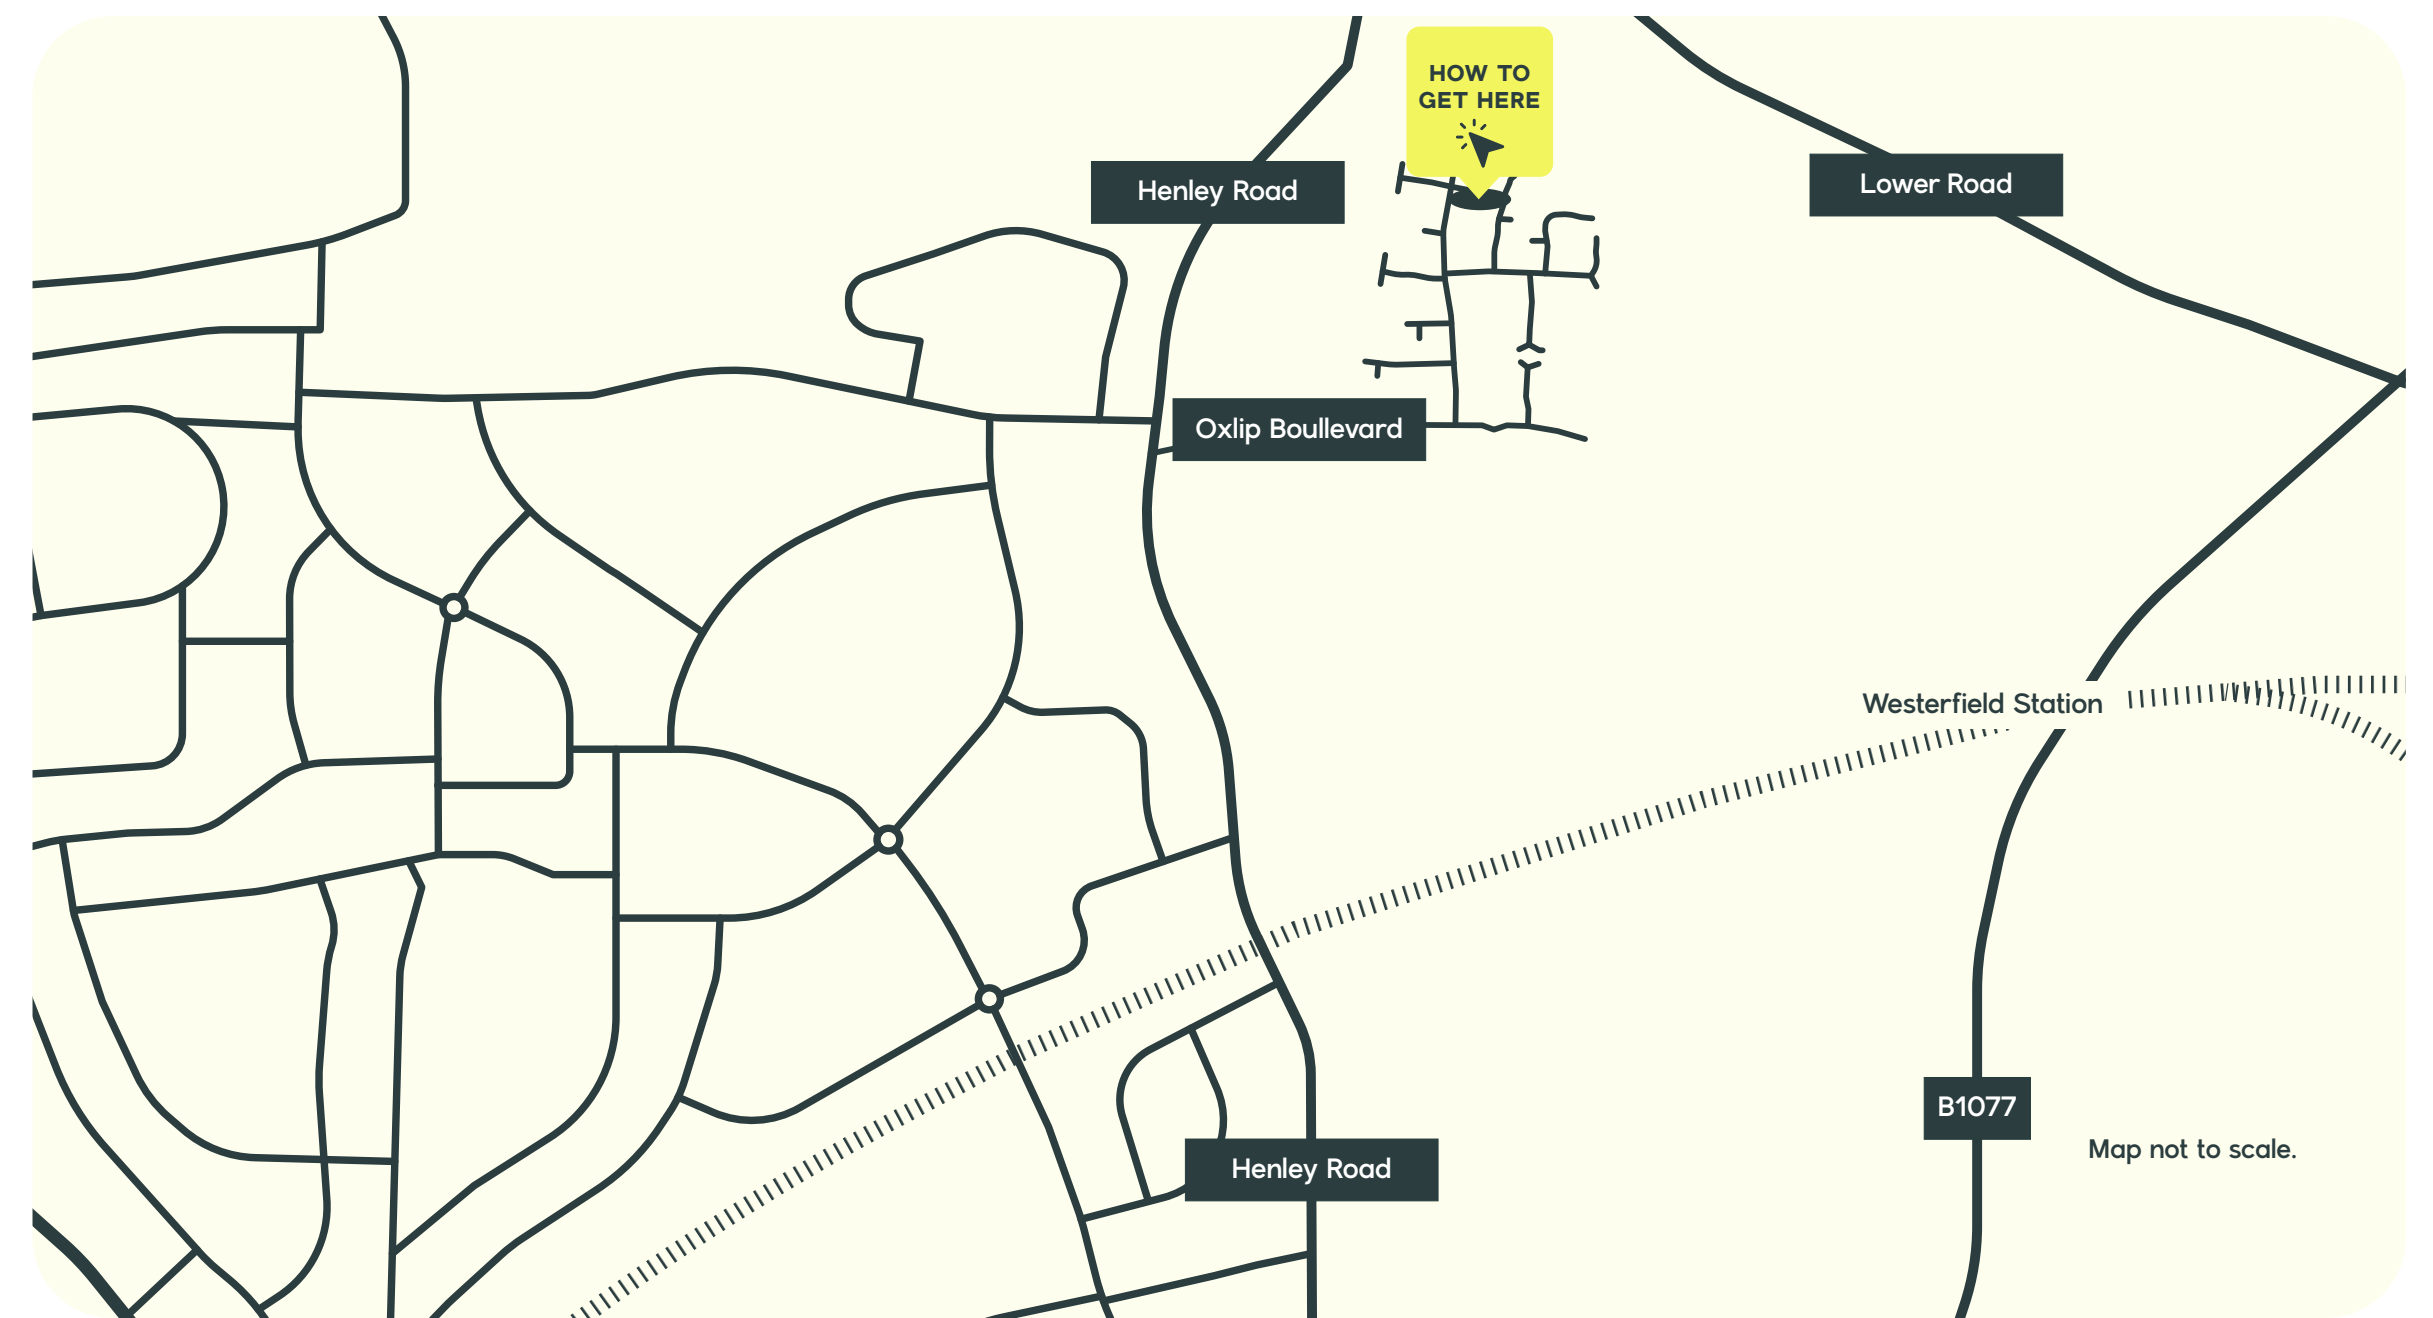 HOW TO
GET HERE
Henley Road
Lower Road
Oxlip Boullevard
Westerfield Station
B1077
Map not to scale.
Henley Road